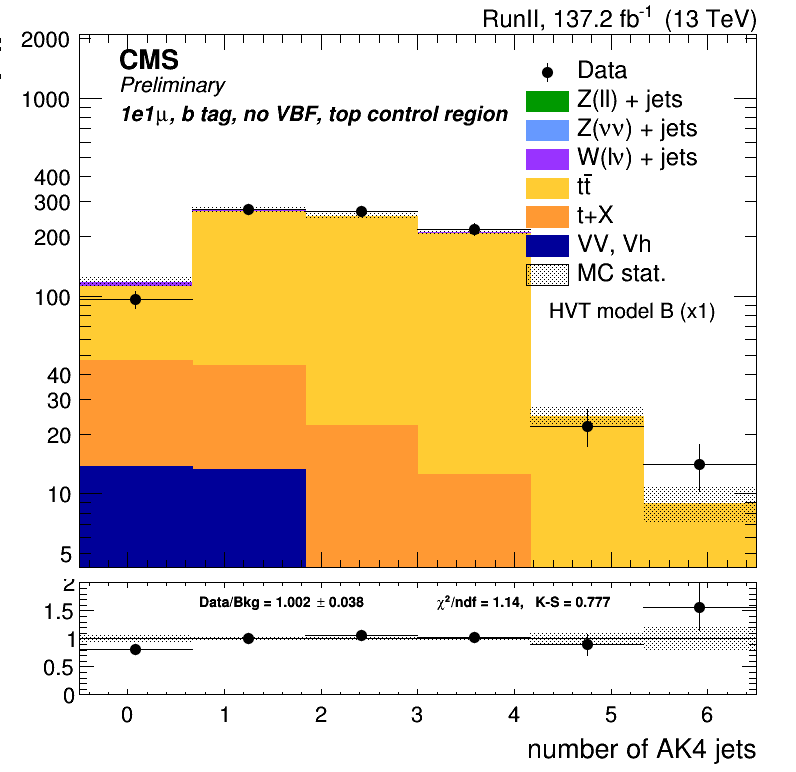 RunII, 137.2 fb⁻¹ (13 TeV)
CMS
Preliminary
1e1μ, b tag, no VBF, top control region
Data
Z(ll) + jets
Z(νν) + jets
W(lν) + jets
tt̄
t+X
VV, Vh
MC stat.
HVT model B (x1)
2000
1000
400
300
200
100
40
30
20
10
5
Data/Bkg = 1.002 ± 0.038
χ²/ndf = 1.14, K-S = 0.777
2
1.5
1
0.5
0
0 1 2 3 4 5 6
number of AK4 jets